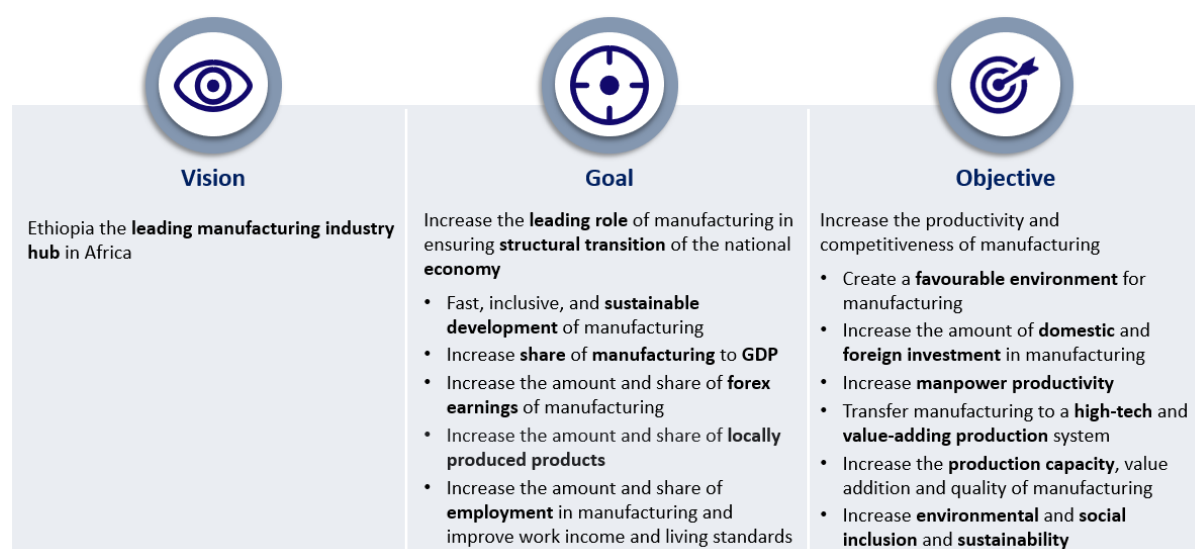 Vision
Ethiopia the leading manufacturing industry
hub in Africa
Goal
Increase the leading role of manufacturing in
ensuring structural transition of the national
economy
• Fast, inclusive, and sustainable
development of manufacturing
• Increase share of manufacturing to GDP
• Increase the amount and share of forex
earnings of manufacturing
• Increase the amount and share of locally
produced products
• Increase the amount and share of
employment in manufacturing and
improve work income and living standards
Objective
Increase the productivity and
competitiveness of manufacturing
• Create a favourable environment for
manufacturing
• Increase the amount of domestic and
foreign investment in manufacturing
• Increase manpower productivity
• Transfer manufacturing to a high-tech and
value-adding production system
• Increase the production capacity, value
addition and quality of manufacturing
• Increase environmental and social
inclusion and sustainability